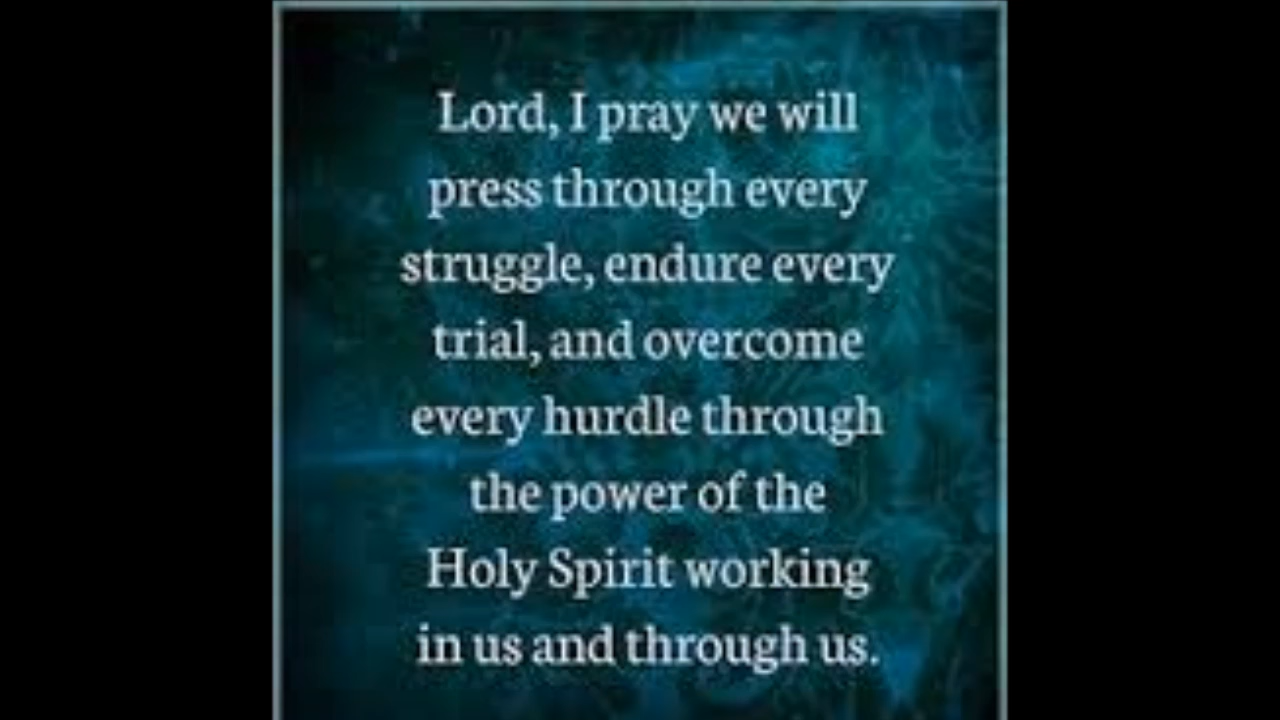 Lord, I pray we will
press through every
struggle, endure every
trial, and overcome
every hurdle through
the power of the
Holy Spirit working
in us and through us.